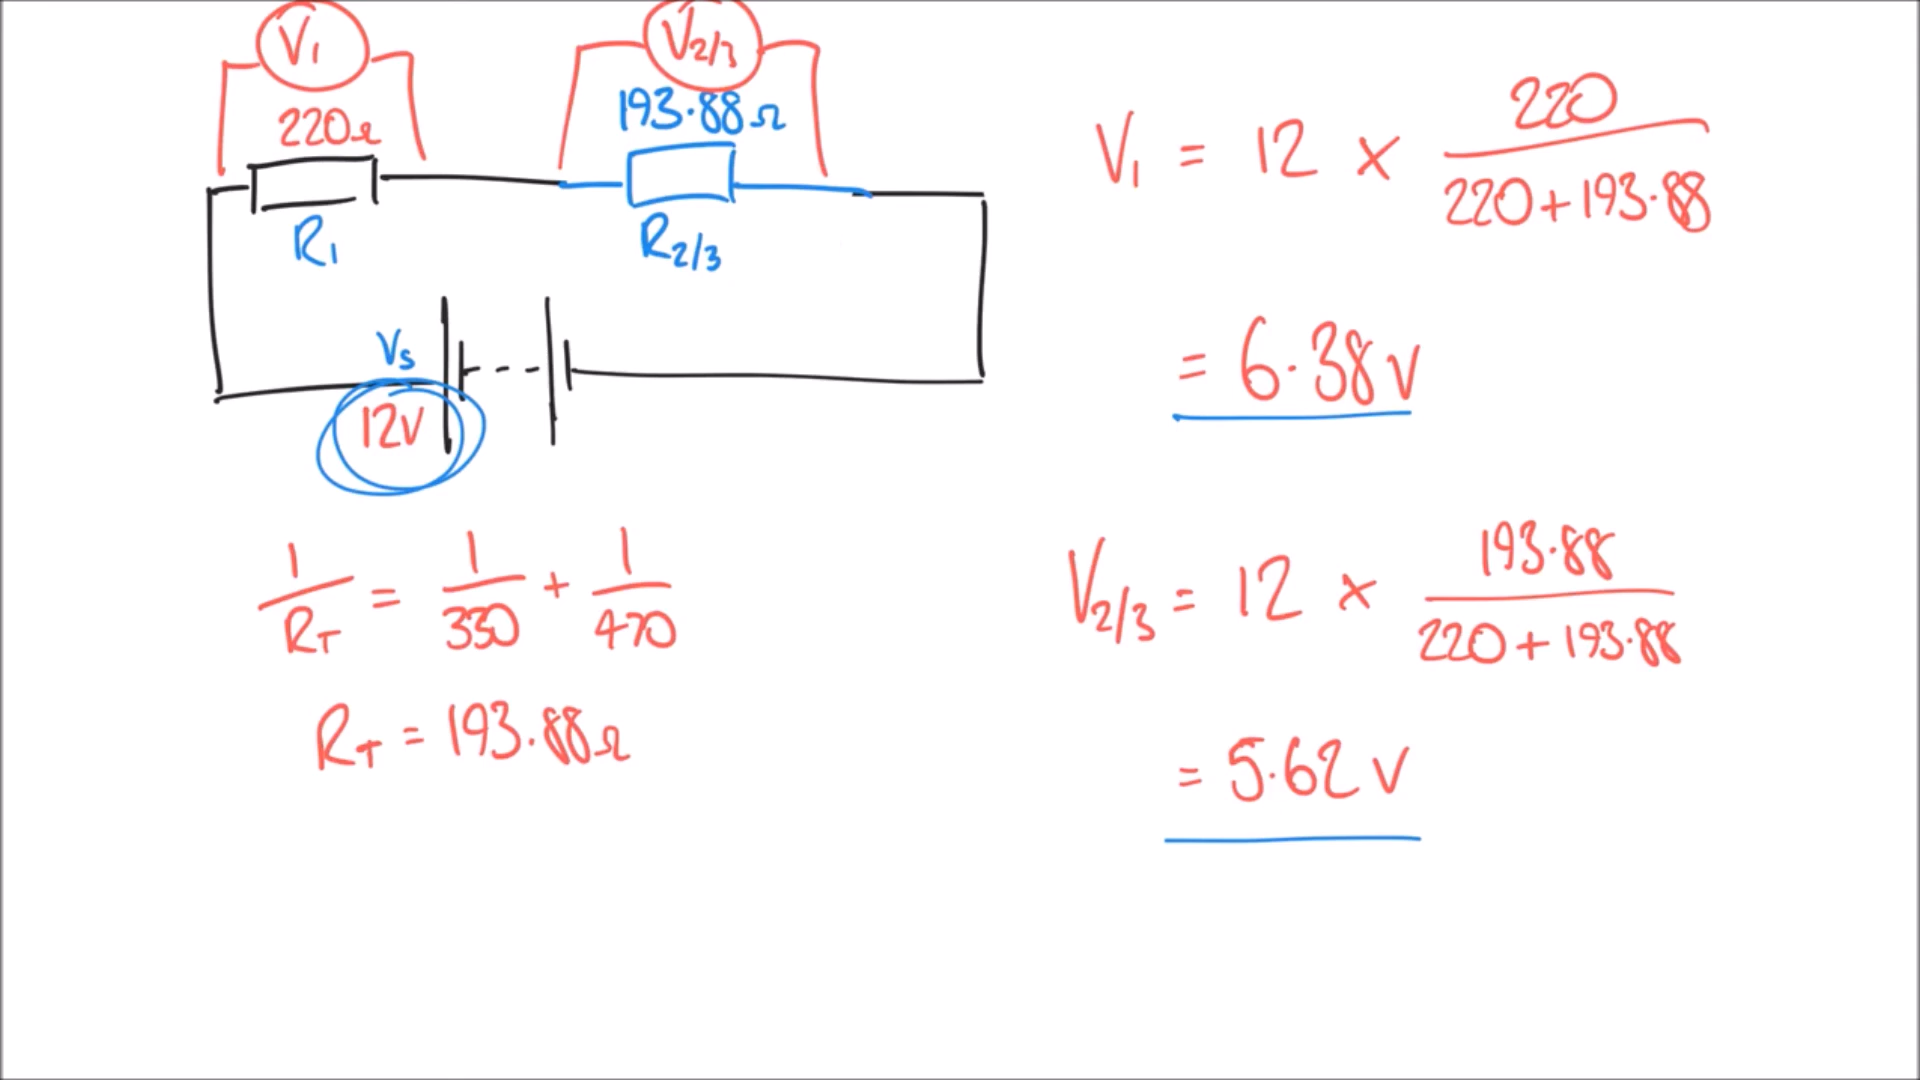 V1
V2/3
220Ω
193.88Ω
R1
R2/3
Vs
12V
1/RT = 1/330 + 1/470
RT = 193.88Ω
V1 = 12 × 220/(220+193.88)
= 6.38V
V2/3 = 12 × 193.88/(220+193.88)
= 5.62V